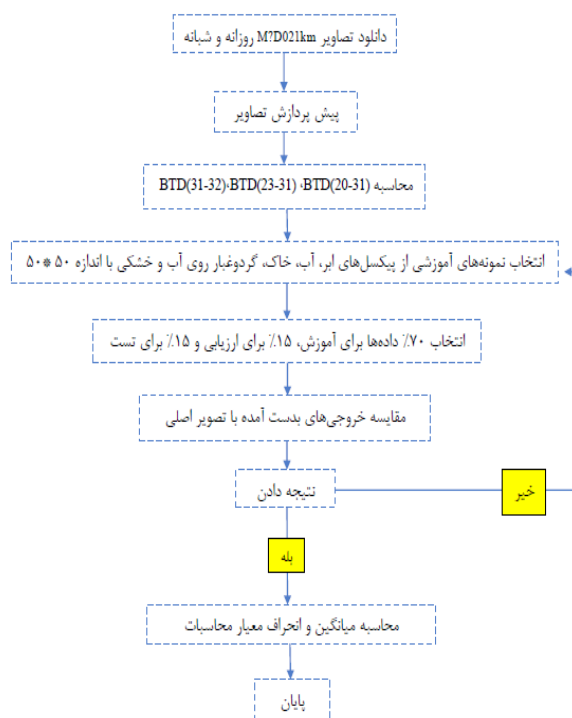 دانلود تصاویر M?D021km روزانه و شبانه
پیش پردازش تصاویر
محاسبه BTD(31-32)،BTD(23-31) ،BTD(20-31)
انتخاب نمونه‌های آموزشی از پیکسل‌های ابر، آب، خاک، گردوغبار روی آب و خشکی با اندازه ۵۰*۵۰
انتخاب ۷۰٪ داده‌ها برای آموزش، ۱۵٪ برای ارزیابی و ۱۵٪ برای تست
مقایسه خروجی‌های بدست آمده با تصویر اصلی
نتیجه دادن
خیر
بله
محاسبه میانگین و انحراف معیار محاسبات
پایان